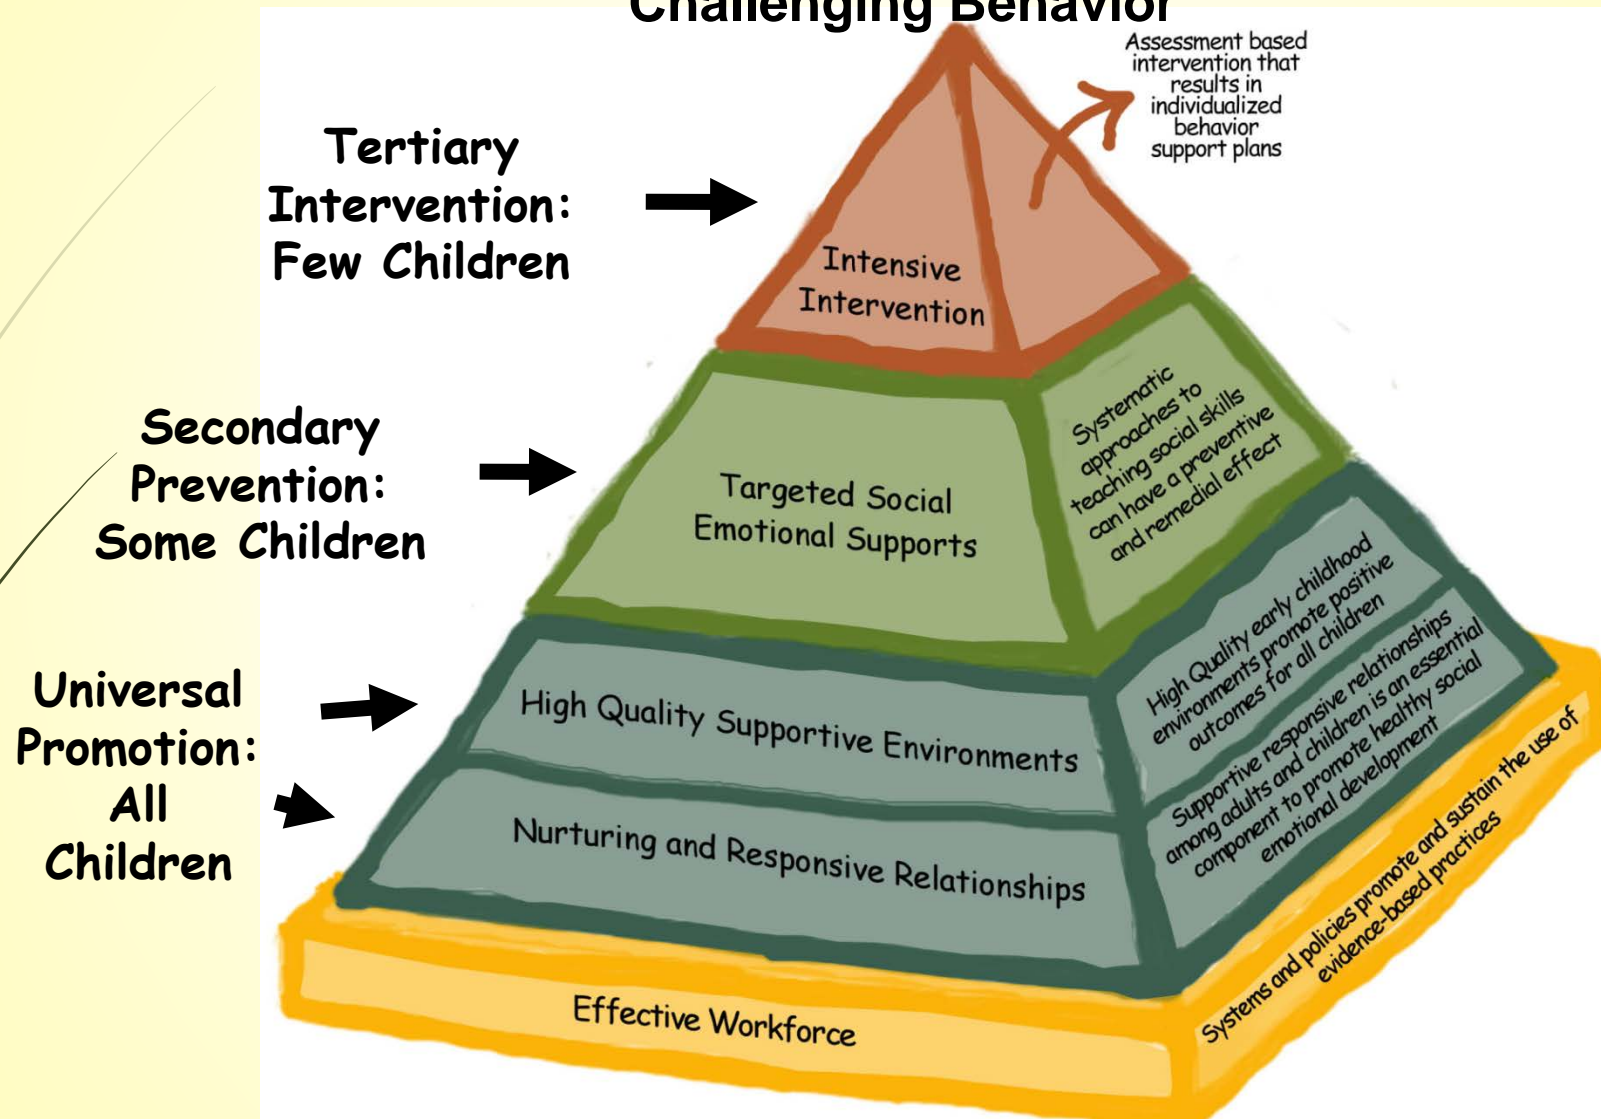 Challenging Behavior
Assessment based
intervention that
results in
individualized
behavior
support plans
Tertiary
Intervention:
Few Children
Intensive
Intervention
Secondary
Prevention:
Some Children
Targeted Social
Emotional Supports
Systematic
approaches to
teaching social skills
can have a preventive
and remedial effect
Universal
Promotion:
All
Children
High Quality Supportive Environments
High Quality early childhood
environments promote positive
outcomes for all children
Nurturing and Responsive Relationships
Supportive responsive relationships
among adults and children is an essential
component to promote healthy social
emotional development
Effective Workforce
Systems and policies promote and sustain the use of
evidence-based practices